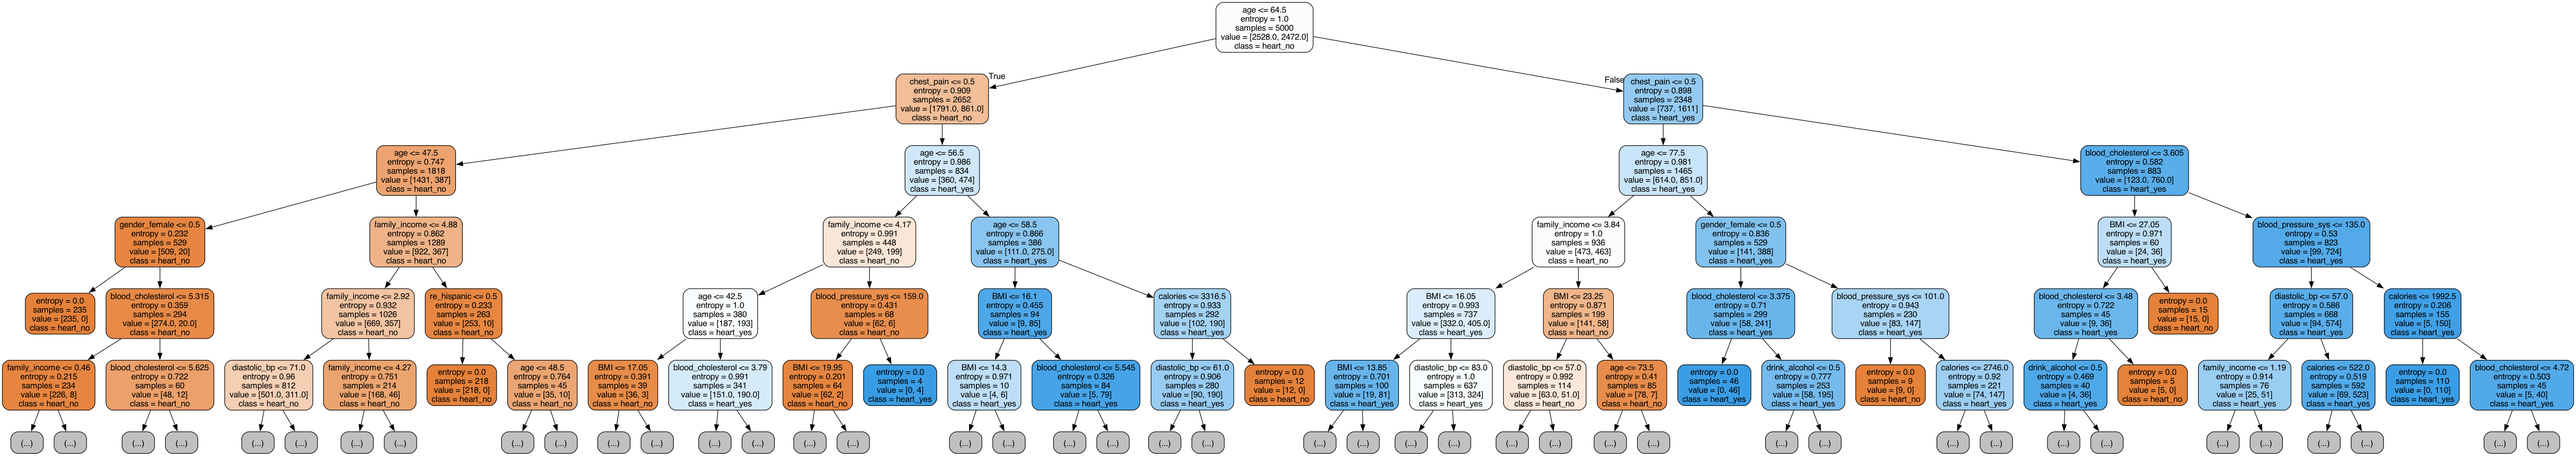 age <= 64.5
entropy = 1.0
samples = 5000
value = [2528.0, 2472.0]
class = heart_no
True
False
chest_pain <= 0.5
entropy = 0.909
samples = 2652
value = [1791.0, 861.0]
class = heart_no
chest_pain <= 0.5
entropy = 0.898
samples = 2348
value = [737, 1611]
class = heart_yes
age <= 47.5
entropy = 0.747
samples = 1818
value = [1431, 387]
class = heart_no
age <= 56.5
entropy = 0.986
samples = 834
value = [360, 474]
class = heart_yes
age <= 77.5
entropy = 0.981
samples = 1465
value = [614.0, 851.0]
class = heart_yes
blood_cholesterol <= 3.605
entropy = 0.582
samples = 883
value = [123.0, 760.0]
class = heart_yes
gender_female <= 0.5
entropy = 0.232
samples = 529
value = [509, 20]
class = heart_no
family_income <= 4.88
entropy = 0.862
samples = 1289
value = [922, 367]
class = heart_no
family_income <= 4.17
entropy = 0.991
samples = 448
value = [249, 199]
class = heart_no
age <= 58.5
entropy = 0.866
samples = 386
value = [111.0, 275.0]
class = heart_yes
family_income <= 3.84
entropy = 1.0
samples = 936
value = [473, 463]
class = heart_no
gender_female <= 0.5
entropy = 0.836
samples = 529
value = [141, 388]
class = heart_yes
BMI <= 27.05
entropy = 0.971
samples = 60
value = [24, 36]
class = heart_yes
blood_pressure_sys <= 135.0
entropy = 0.53
samples = 823
value = [99, 724]
class = heart_yes
entropy = 0.0
samples = 235
value = [235, 0]
class = heart_no
blood_cholesterol <= 5.315
entropy = 0.359
samples = 294
value = [274.0, 20.0]
class = heart_no
family_income <= 2.92
entropy = 0.932
samples = 1026
value = [669, 357]
class = heart_no
re_hispanic <= 0.5
entropy = 0.233
samples = 263
value = [253, 10]
class = heart_no
age <= 42.5
entropy = 1.0
samples = 380
value = [187, 193]
class = heart_yes
blood_pressure_sys <= 159.0
entropy = 0.431
samples = 68
value = [62, 6]
class = heart_no
BMI <= 16.1
entropy = 0.455
samples = 94
value = [9, 85]
class = heart_yes
calories <= 3316.5
entropy = 0.933
samples = 292
value = [102, 190]
class = heart_yes
BMI <= 16.05
entropy = 0.993
samples = 737
value = [332.0, 405.0]
class = heart_yes
BMI <= 23.25
entropy = 0.871
samples = 199
value = [141, 58]
class = heart_no
blood_cholesterol <= 3.375
entropy = 0.71
samples = 299
value = [58, 241]
class = heart_yes
blood_pressure_sys <= 101.0
entropy = 0.943
samples = 230
value = [83, 147]
class = heart_yes
blood_cholesterol <= 3.48
entropy = 0.722
samples = 45
value = [9, 36]
class = heart_yes
entropy = 0.0
samples = 15
value = [15, 0]
class = heart_no
diastolic_bp <= 57.0
entropy = 0.586
samples = 668
value = [94, 574]
class = heart_yes
calories <= 1992.5
entropy = 0.206
samples = 155
value = [5, 150]
class = heart_yes
family_income <= 0.46
entropy = 0.215
samples = 234
value = [226, 8]
class = heart_no
blood_cholesterol <= 5.625
entropy = 0.722
samples = 60
value = [48, 12]
class = heart_no
diastolic_bp <= 71.0
entropy = 0.96
samples = 812
value = [501.0, 311.0]
class = heart_no
family_income <= 4.27
entropy = 0.751
samples = 214
value = [168, 46]
class = heart_no
entropy = 0.0
samples = 218
value = [218, 0]
class = heart_no
age <= 48.5
entropy = 0.764
samples = 45
value = [35, 10]
class = heart_no
BMI <= 17.05
entropy = 0.391
samples = 39
value = [36, 3]
class = heart_no
blood_cholesterol <= 3.79
entropy = 0.991
samples = 341
value = [151.0, 190.0]
class = heart_yes
BMI <= 19.95
entropy = 0.201
samples = 64
value = [62, 2]
class = heart_no
entropy = 0.0
samples = 4
value = [0, 4]
class = heart_yes
BMI <= 14.3
entropy = 0.971
samples = 10
value = [4, 6]
class = heart_yes
blood_cholesterol <= 5.545
entropy = 0.326
samples = 84
value = [5, 79]
class = heart_yes
diastolic_bp <= 61.0
entropy = 0.906
samples = 280
value = [90, 190]
class = heart_yes
entropy = 0.0
samples = 12
value = [12, 0]
class = heart_no
BMI <= 13.85
entropy = 0.701
samples = 100
value = [19, 81]
class = heart_yes
diastolic_bp <= 83.0
entropy = 1.0
samples = 637
value = [313, 324]
class = heart_yes
diastolic_bp <= 57.0
entropy = 0.992
samples = 114
value = [63.0, 51.0]
class = heart_no
age <= 73.5
entropy = 0.41
samples = 85
value = [78, 7]
class = heart_no
entropy = 0.0
samples = 46
value = [0, 46]
class = heart_yes
drink_alcohol <= 0.5
entropy = 0.777
samples = 253
value = [58, 195]
class = heart_yes
entropy = 0.0
samples = 9
value = [9, 0]
class = heart_no
calories <= 2746.0
entropy = 0.92
samples = 221
value = [74, 147]
class = heart_yes
drink_alcohol <= 0.5
entropy = 0.469
samples = 40
value = [4, 36]
class = heart_yes
entropy = 0.0
samples = 5
value = [5, 0]
class = heart_no
family_income <= 1.19
entropy = 0.914
samples = 76
value = [25, 51]
class = heart_yes
calories <= 522.0
entropy = 0.519
samples = 592
value = [69, 523]
class = heart_yes
entropy = 0.0
samples = 110
value = [0, 110]
class = heart_yes
blood_cholesterol <= 4.72
entropy = 0.503
samples = 45
value = [5, 40]
class = heart_yes
(...) (...) (...) (...) (...) (...) (...) (...) (...) (...) (...) (...) (...) (...) (...) (...) (...) (...) (...) (...) (...) (...) (...) (...) (...) (...) (...) (...) (...) (...) (...) (...) (...) (...) (...) (...) (...) (...) (...) (...) (...) (...)